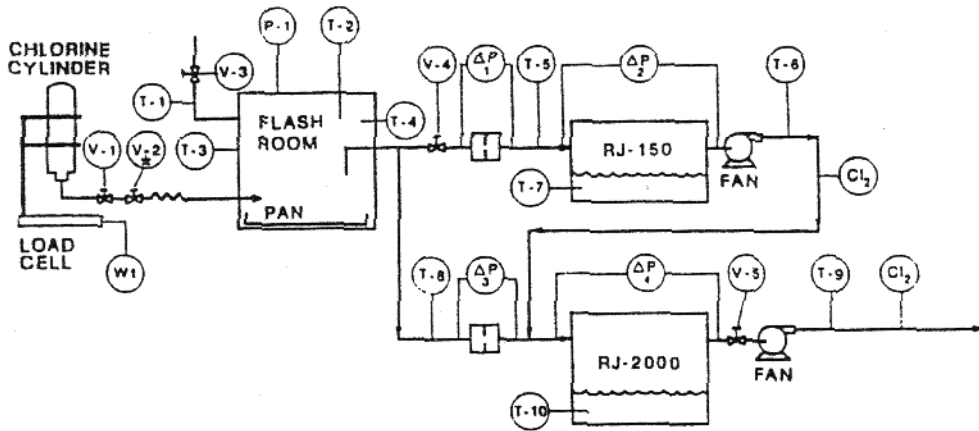 CHLORINE
CYLINDER
V-1
V-2
*
LOAD
CELL
W1
T-1
V-3
P-1
T-2
T-3
T-4
FLASH
ROOM
PAN
V-4
ΔP
1
T-5
ΔP
2
RJ-150
T-7
FAN
T-6
Cl₂
T-8
ΔP
3
ΔP
4
RJ-2000
T-10
V-5
FAN
T-9
Cl₂